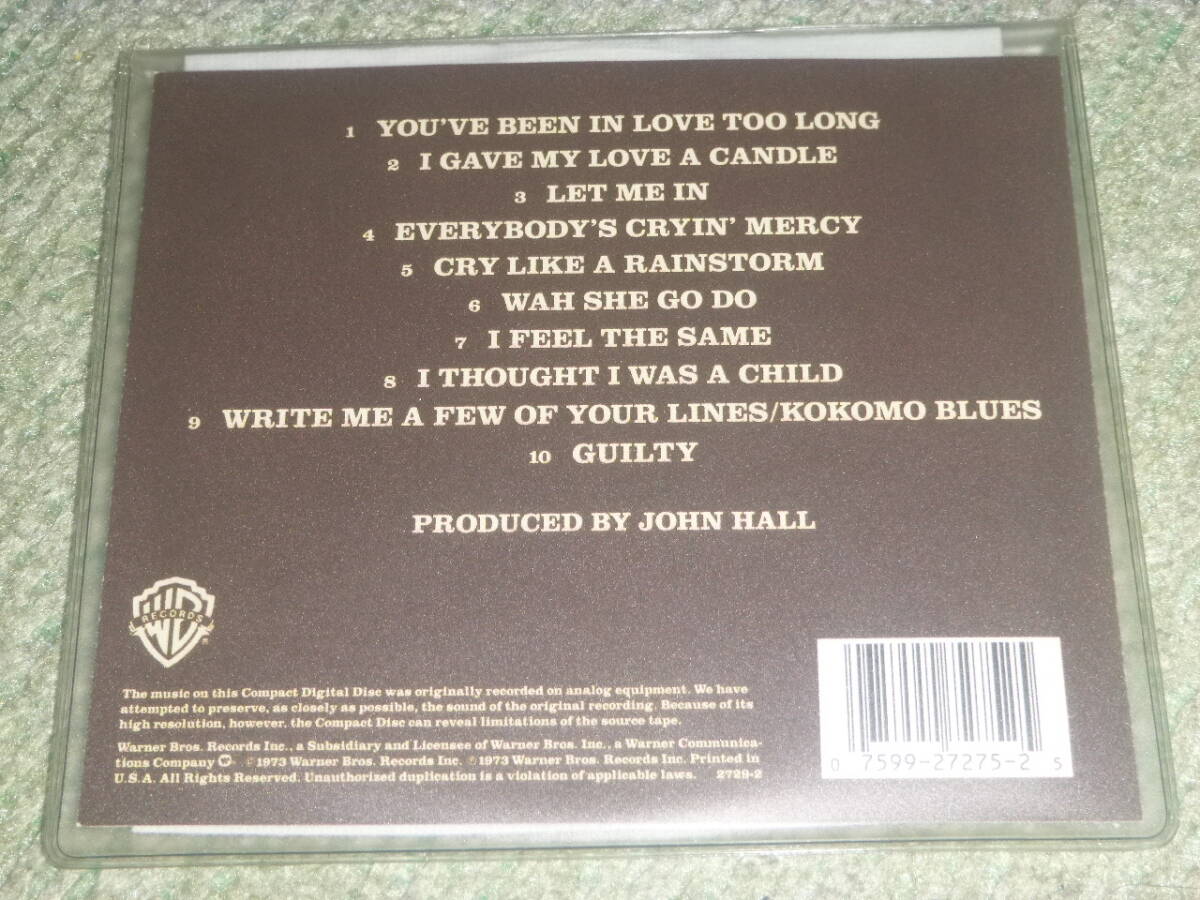 1 YOU'VE BEEN IN LOVE TOO LONG
2 I GAVE MY LOVE A CANDLE
3 LET ME IN
4 EVERYBODY'S CRYIN' MERCY
5 CRY LIKE A RAINSTORM
6 WAH SHE GO DO
7 I FEEL THE SAME
8 I THOUGHT I WAS A CHILD
9 WRITE ME A FEW OF YOUR LINES/KOKOMO BLUES
10 GUILTY
PRODUCED BY JOHN HALL
WB
RECORDS
®
The music on this Compact Digital Disc was originally recorded on analog equipment. We have
attempted to preserve, as closely as possible, the sound of the original recording. Because of its
high resolution, however, the Compact Disc can reveal limitations of the source tape.
Warner Bros. Records Inc., a Subsidiary and Licensee of Warner Bros. Inc., a Warner Communica-
tions Company ©1973 Warner Bros. Records Inc. ℗1973 Warner Bros. Records Inc. Printed in
U.S.A. All Rights Reserved. Unauthorized duplication is a violation of applicable laws. 2729-2
0 7599-27275-2 5